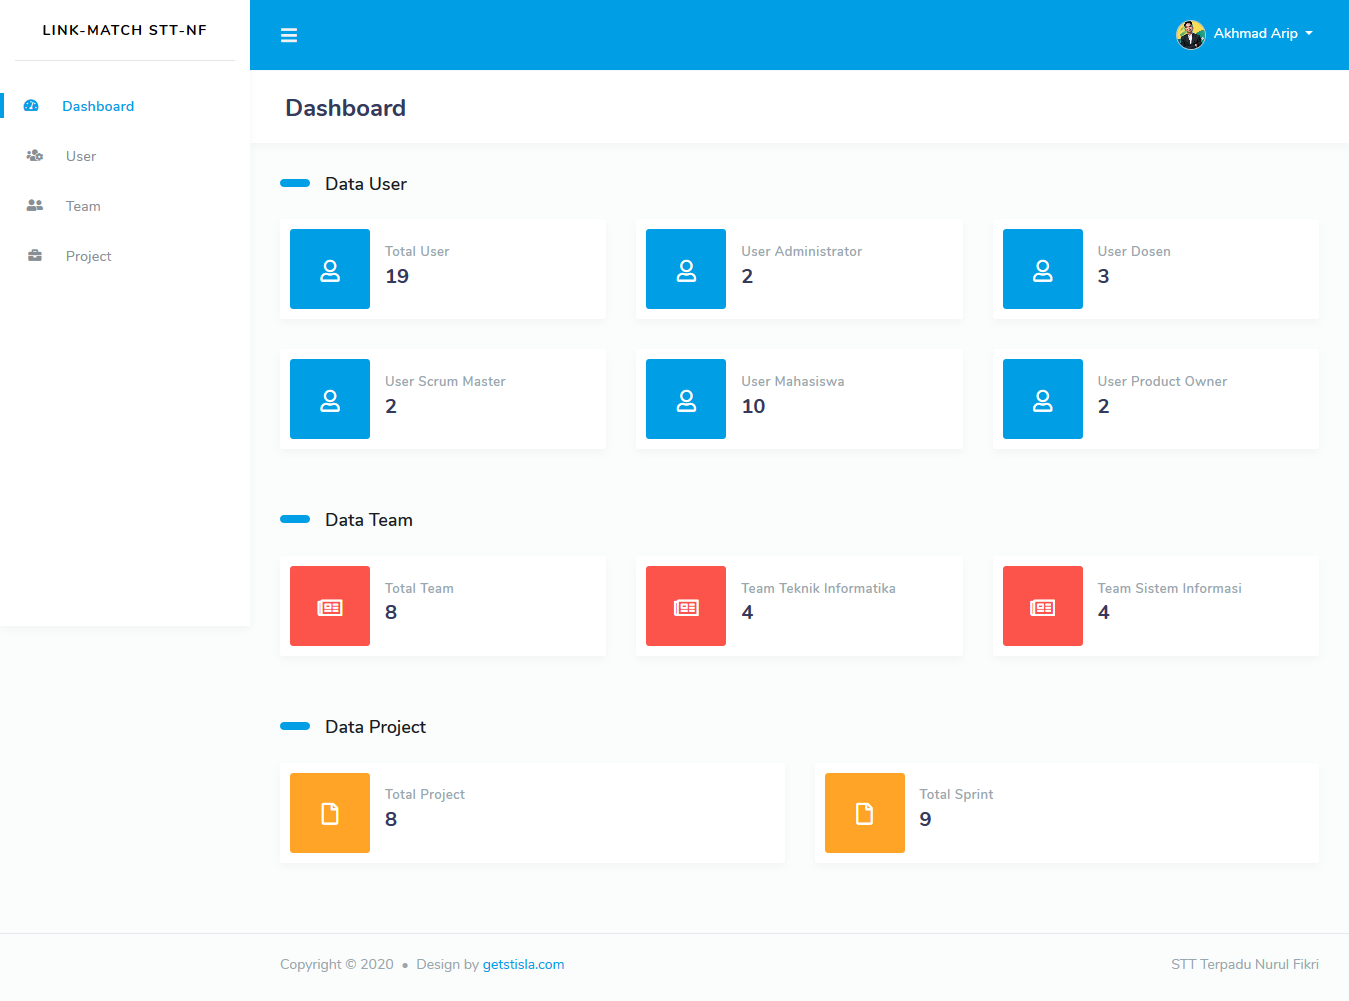 LINK-MATCH STT-NF
Akhmad Arip
Dashboard
User
Team
Project
Dashboard
Data User
Total User
19
User Administrator
2
User Dosen
3
User Scrum Master
2
User Mahasiswa
10
User Product Owner
2
Data Team
Total Team
8
Team Teknik Informatika
4
Team Sistem Informasi
4
Data Project
Total Project
8
Total Sprint
9
Copyright © 2020 • Design by getstisla.com
STT Terpadu Nurul Fikri